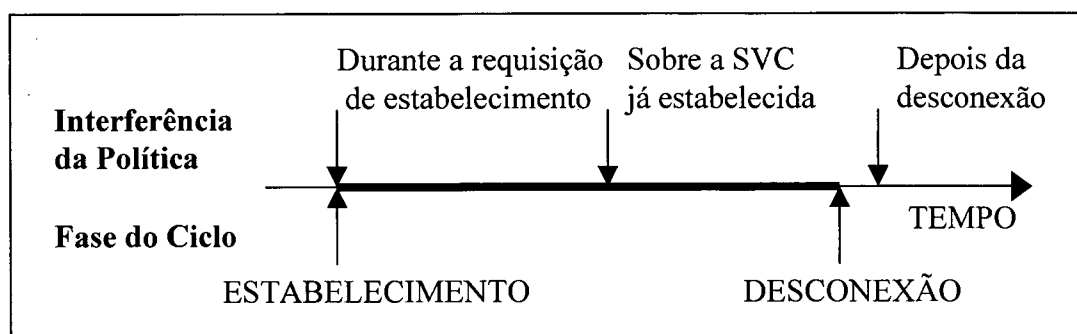 Durante a requisição
de estabelecimento
Sobre a SVC
já estabelecida
Depois da
desconexão
Interferência
da Política
TEMPO
Fase do Ciclo
ESTABELECIMENTO
DESCONEXÃO